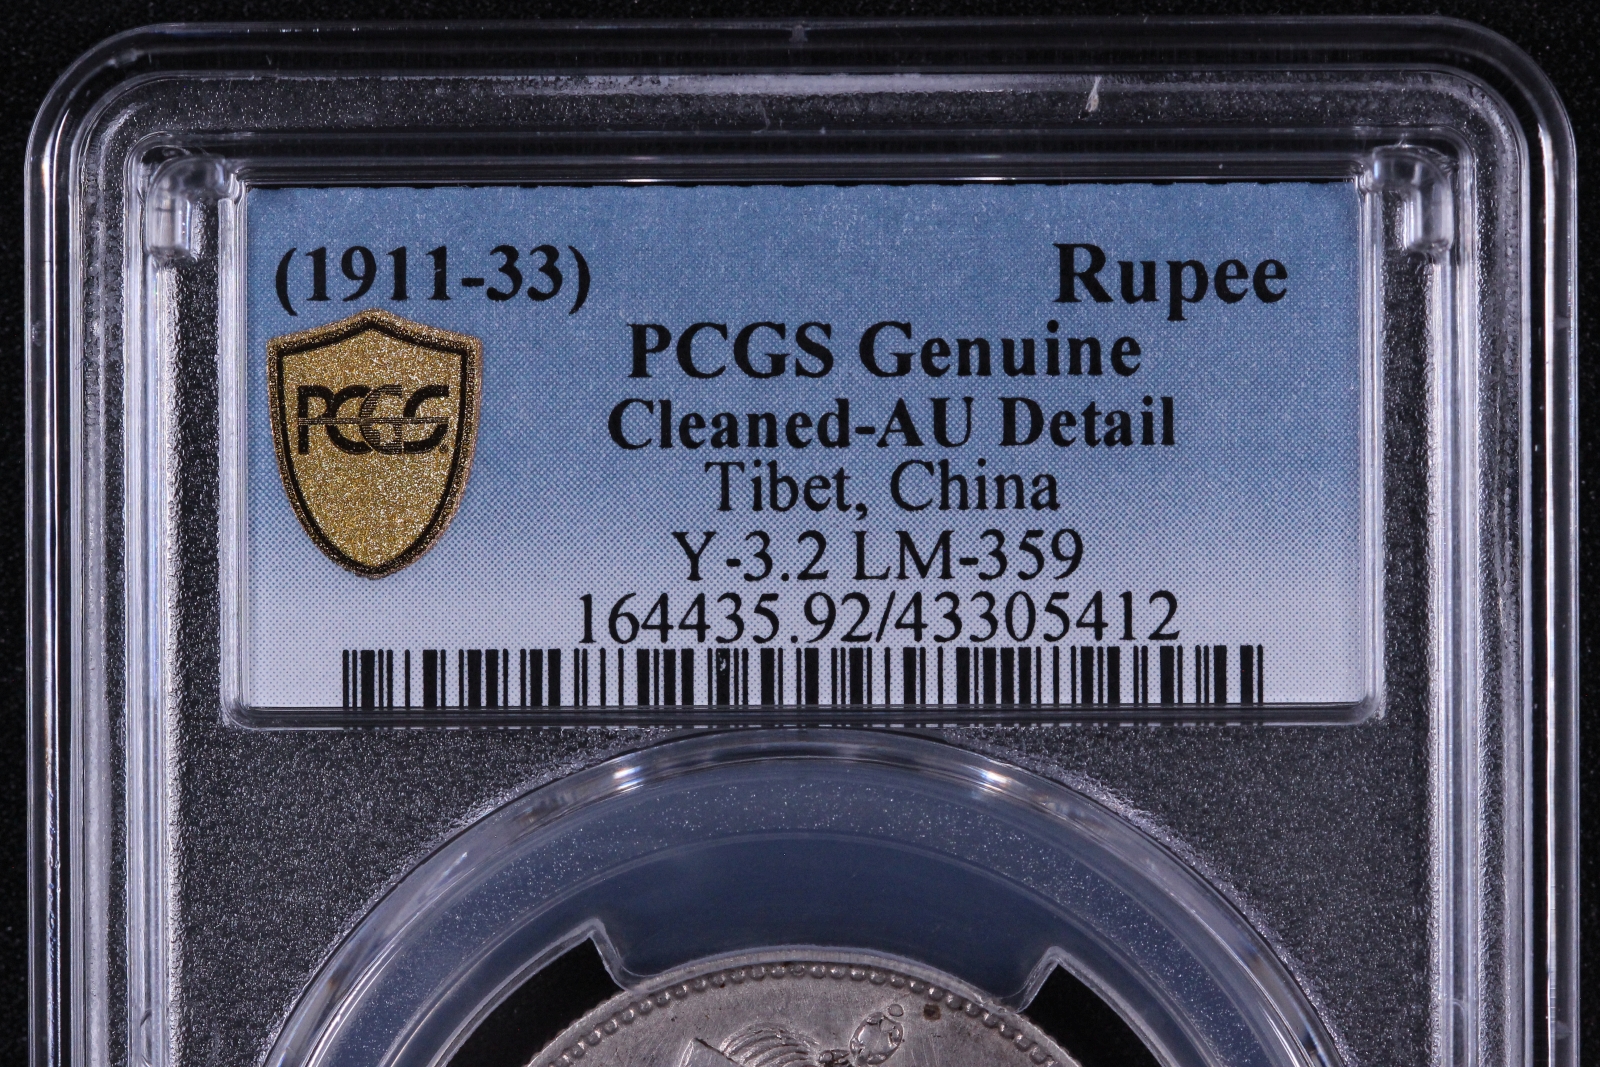 (1911-33) Rupee
PCGS Genuine
Cleaned-AU Detail
PCGS
Tibet, China
Y-3.2 LM-359
164435.92/43305412